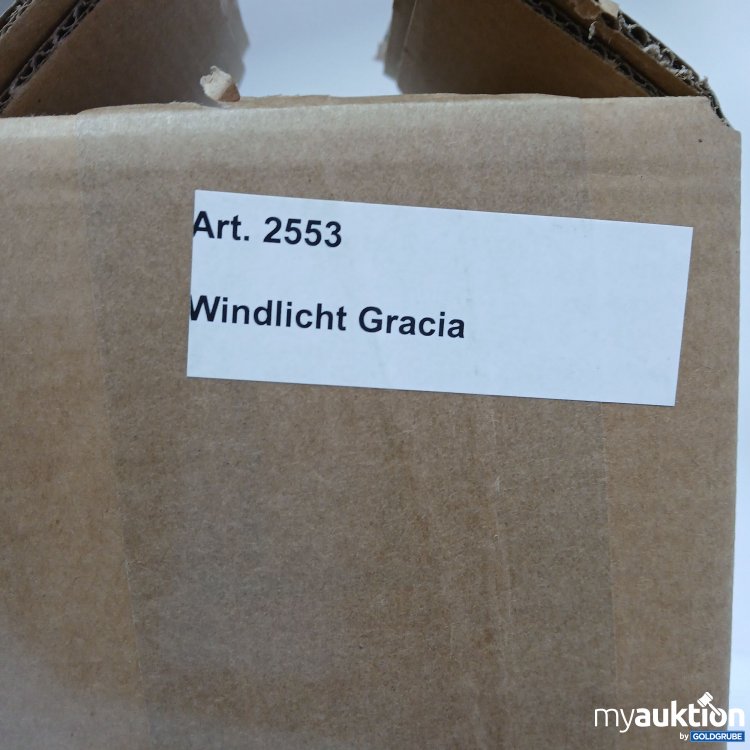 Art. 2553
Windlicht Gracia
myauktion
by GOLDGRUBE